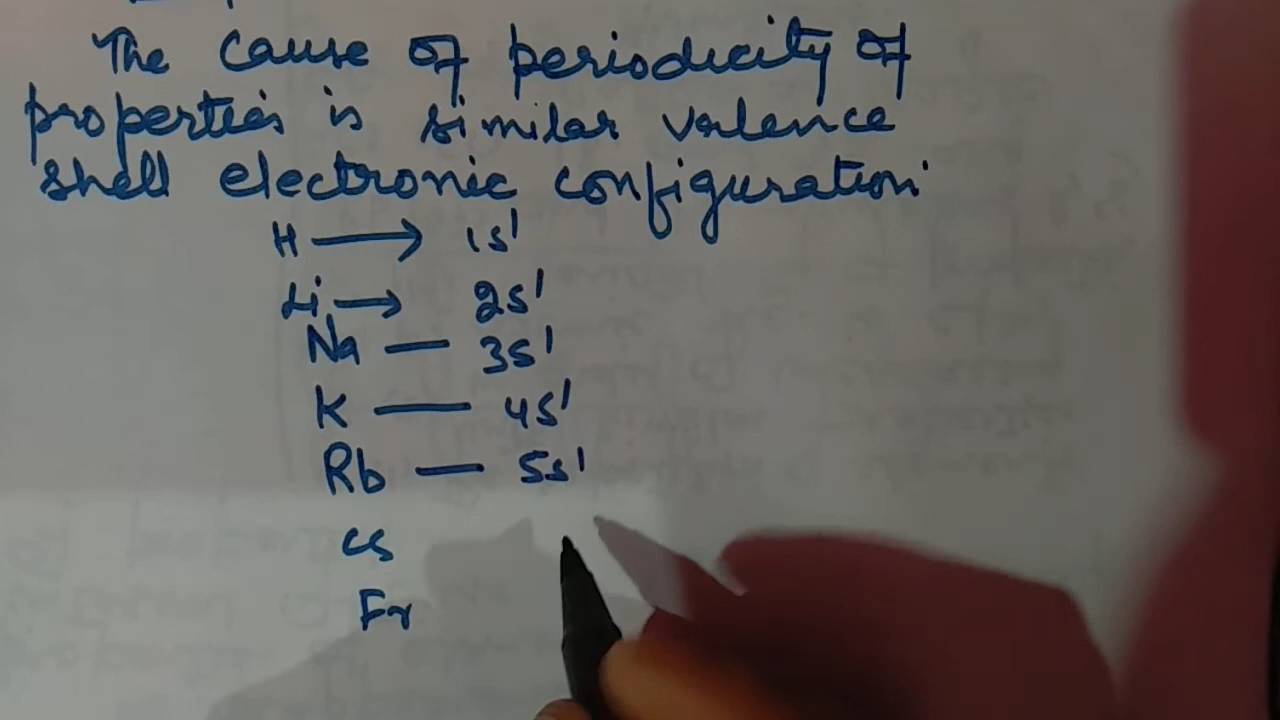 The cause of periodicity of
properties is similar valence
shell electronic configuration
H → 1s¹
Li → 2s¹
Na — 3s¹
K — 4s¹
Rb — 5s¹
Cs
Fr